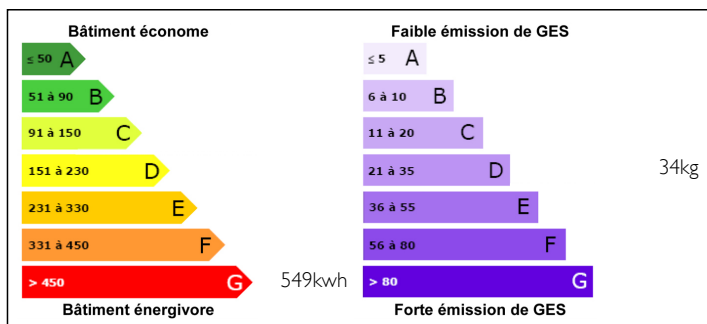 Bâtiment économe
≤ 50 A
51 à 90 B
91 à 150 C
151 à 230 D
231 à 330 E
331 à 450 F
> 450 G 549kwh
Bâtiment énergivore
Faible émission de GES
≤ 5 A
6 à 10 B
11 à 20 C
21 à 35 D 34kg
36 à 55 E
56 à 80 F
> 80 G
Forte émission de GES